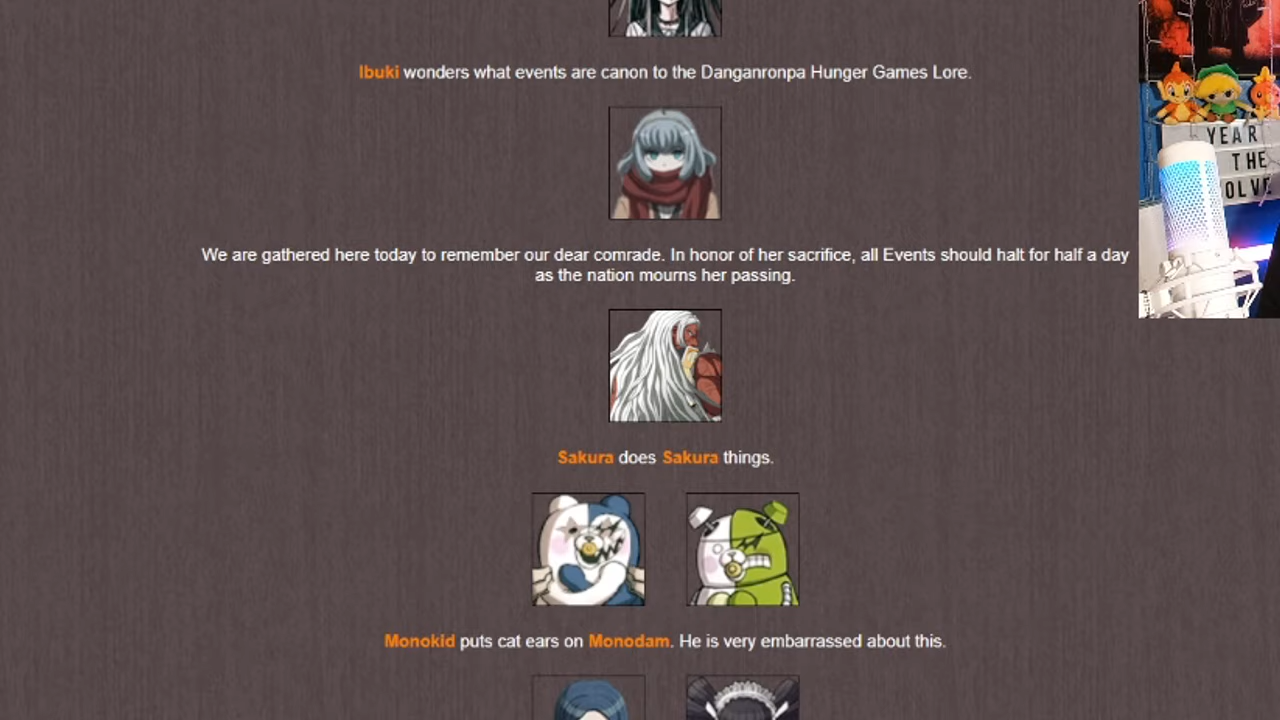 Ibuki wonders what events are canon to the Danganronpa Hunger Games Lore.
We are gathered here today to remember our dear comrade. In honor of her sacrifice, all Events should halt for half a day
as the nation mourns her passing.
Sakura does Sakura things.
Monokid puts cat ears on Monodam. He is very embarrassed about this.
YEAR
THE
OLVE